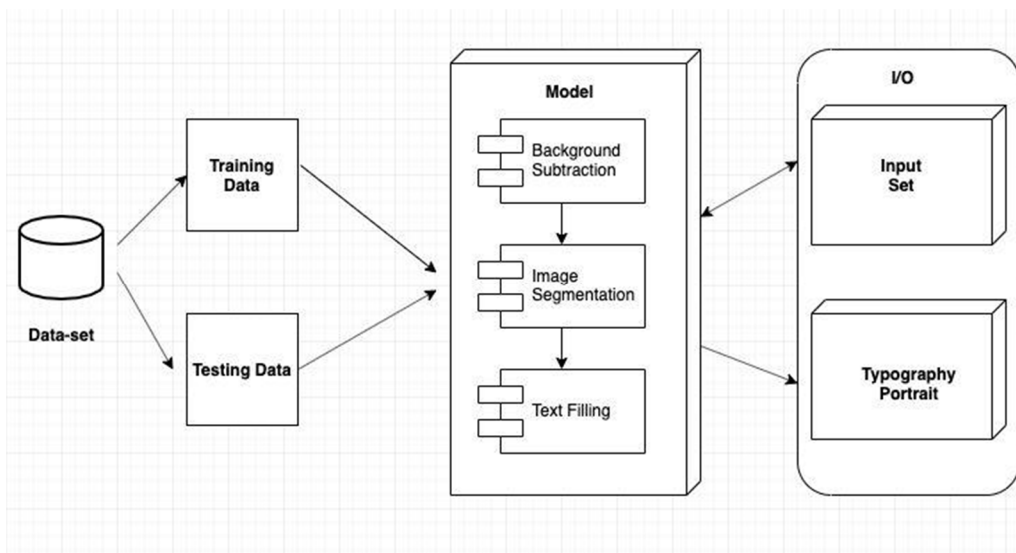 Data-set
Training
Data
Testing Data
Model
Background
Subtraction
Image
Segmentation
Text Filling
I/O
Input
Set
Typography
Portrait